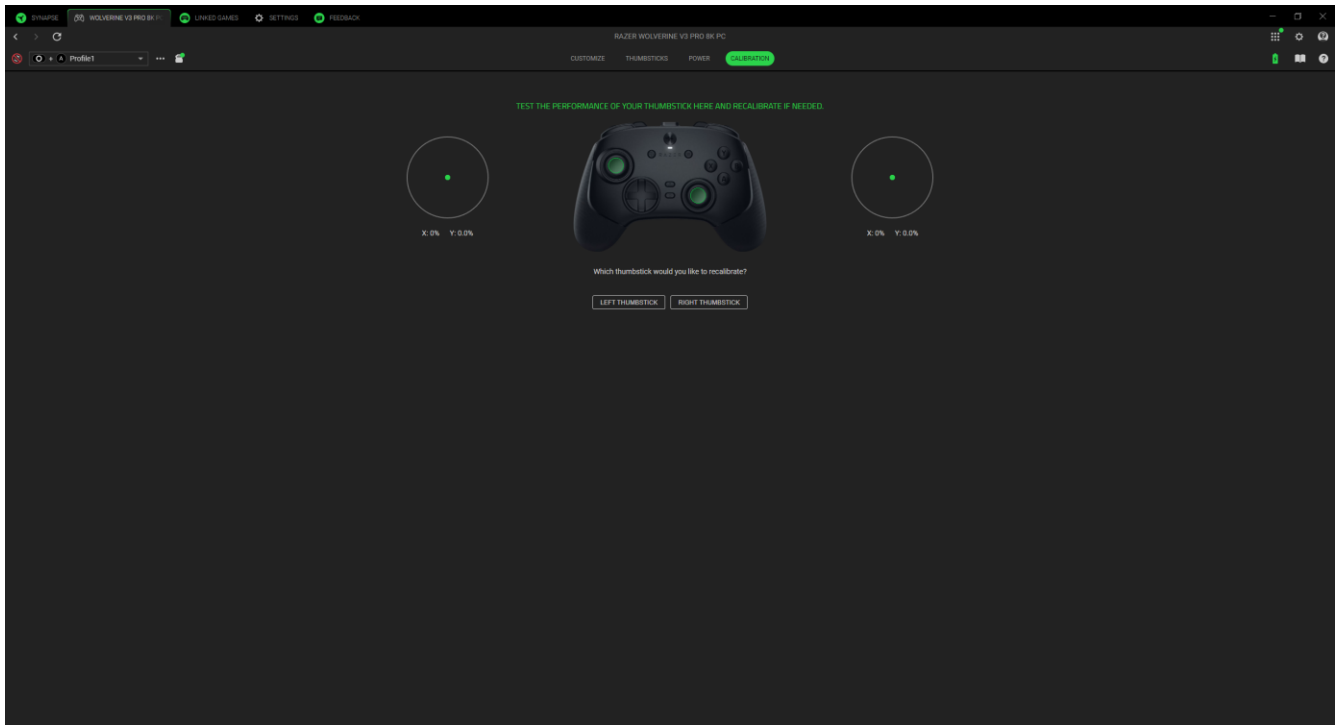 SYNAPSE WOLVERINE V3 PRO 8K P LINKED GAMES SETTINGS FEEDBACK
RAZER WOLVERINE V3 PRO 8K PC
+ A Profile1 CUSTOMIZE THUMBSTICKS POWER CALIBRATION
TEST THE PERFORMANCE OF YOUR THUMBSTICK HERE AND RECALIBRATE IF NEEDED.
RAZER
Y
X B
A
X: 0% Y: 0.0% X: 0% Y: 0.0%
Which thumbstick would you like to recalibrate?
LEFT THUMBSTICK RIGHT THUMBSTICK